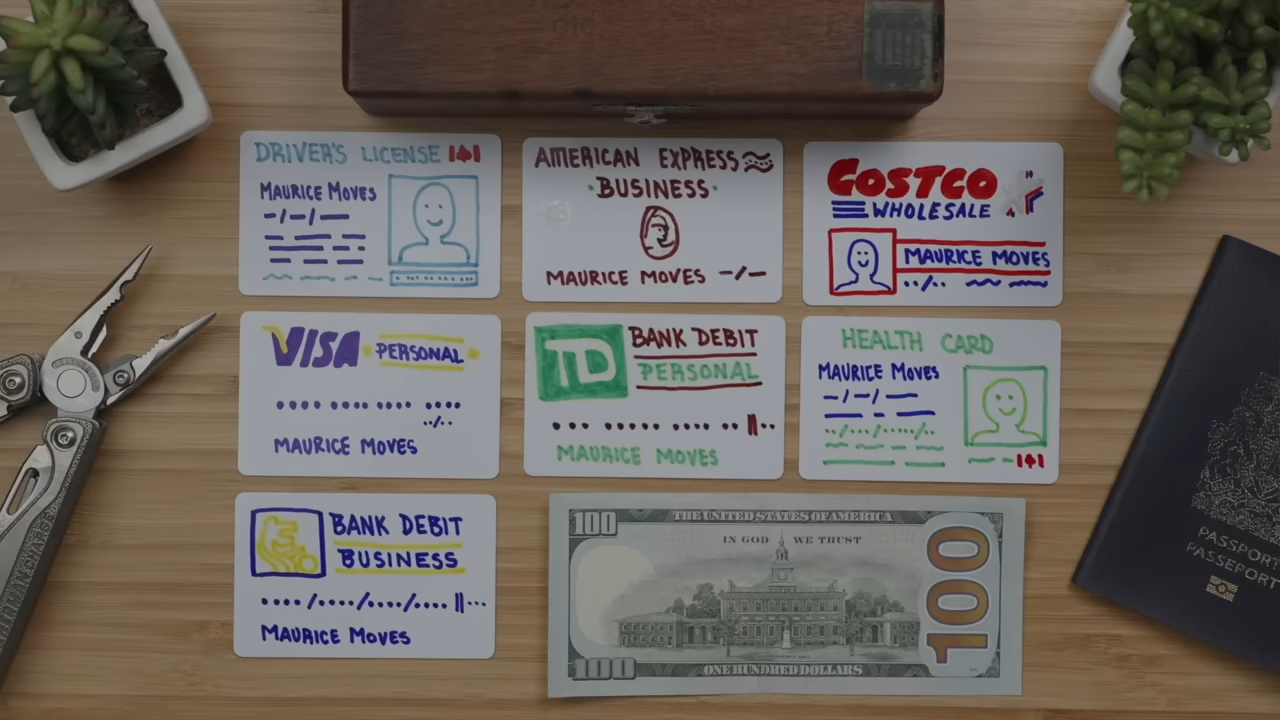 DRIVER'S LICENSE
MAURICE MOVES
AMERICAN EXPRESS
BUSINESS
MAURICE MOVES
COSTCO
WHOLESALE
MAURICE MOVES
VISA PERSONAL
MAURICE MOVES
TD
BANK DEBIT
PERSONAL
MAURICE MOVES
HEALTH CARD
MAURICE MOVES
BANK DEBIT
BUSINESS
MAURICE MOVES
100
THE UNITED STATES OF AMERICA
IN GOD WE TRUST
100
100
ONE HUNDRED DOLLARS
PASSPORT
PASSEPORT